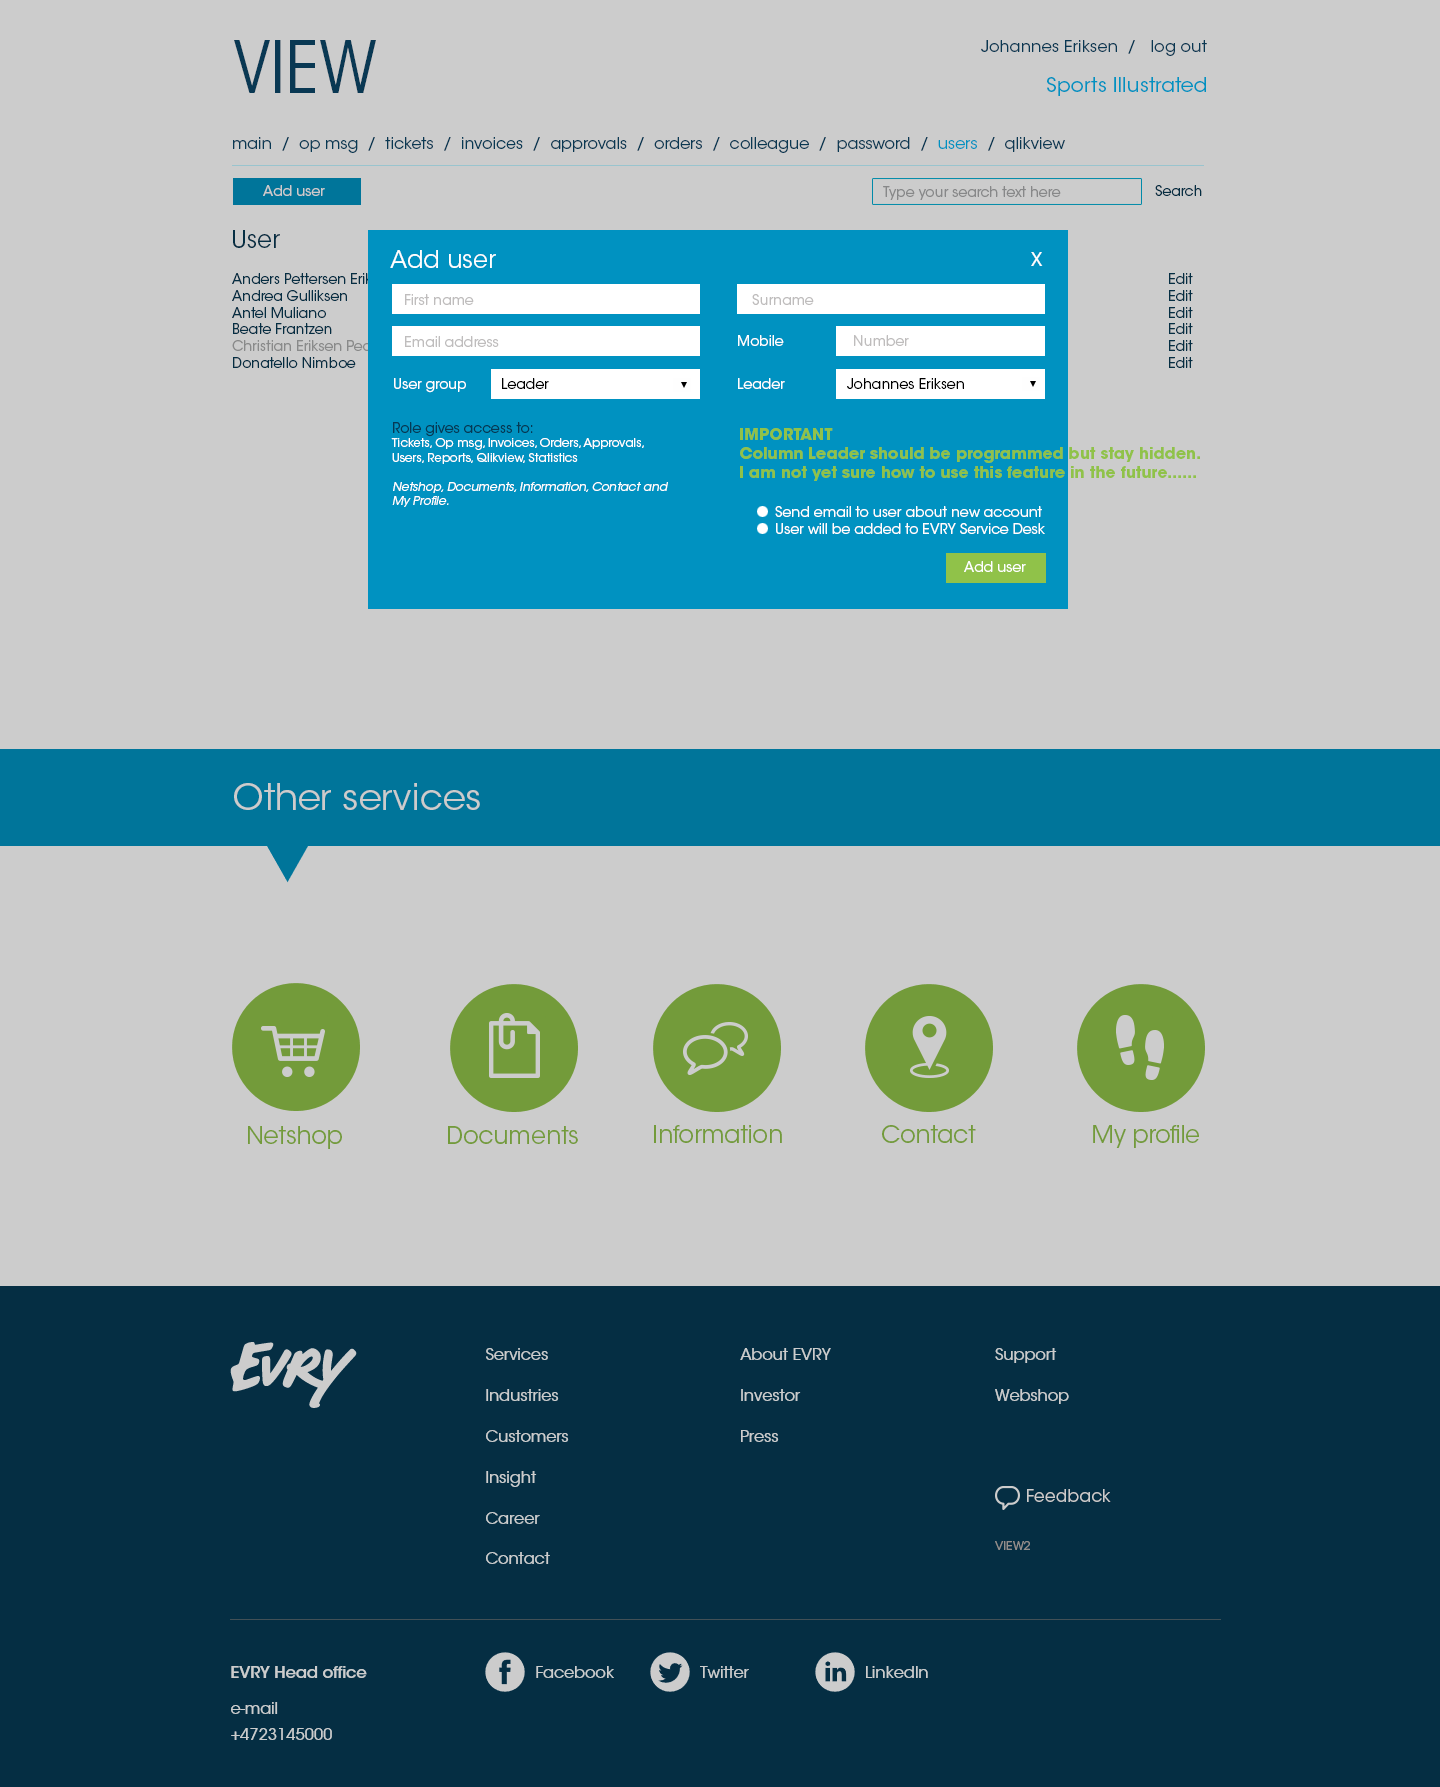 VIEW
Johannes Eriksen / log out
Sports Illustrated
main / op msg / tickets / invoices / approvals / orders / colleague / password / users / qlikview
Add user
Type your search text here
Search
User
Anders Pettersen Erik
Edit
Andrea Gulliksen
Edit
Antel Muliano
Edit
Beate Frantzen
Edit
Christian Eriksen Ped
Edit
Donatello Nimboe
Edit
Add user
X
First name
Surname
Email address
Mobile
Number
User group
Leader
Leader
Johannes Eriksen
Role gives access to:
Tickets, Op msg, Invoices, Orders, Approvals,
Users, Reports, Qlikview, Statistics
Netshop, Documents, Information, Contact and
My Profile.
IMPORTANT
Column Leader should be programmed but stay hidden.
I am not yet sure how to use this feature in the future......
Send email to user about new account
User will be added to EVRY Service Desk
Add user
Other services
Netshop
Documents
Information
Contact
My profile
EVRY
Services
Industries
Customers
Insight
Career
Contact
About EVRY
Investor
Press
Support
Webshop
Feedback
VIEW2
EVRY Head office
e-mail
+4723145000
f Facebook
Twitter
in LinkedIn